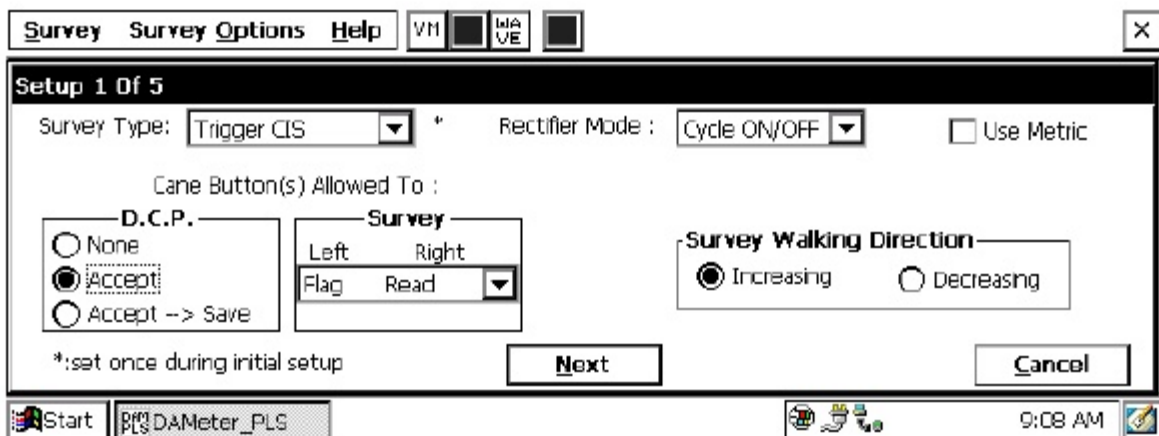 Survey Survey Options Help VM WAVE
Setup 1 Of 5
Survey Type: Trigger CIS * Rectifier Mode : Cycle ON/OFF Use Metric
Cane Button(s) Allowed To :
D.C.P.
None
Accept
Accept --> Save
Survey
Left Right
Flag Read
Survey Walking Direction
Increasing Decreasing
*:set once during initial setup
Next
Cancel
Start DAMeter_PLS 9:08 AM